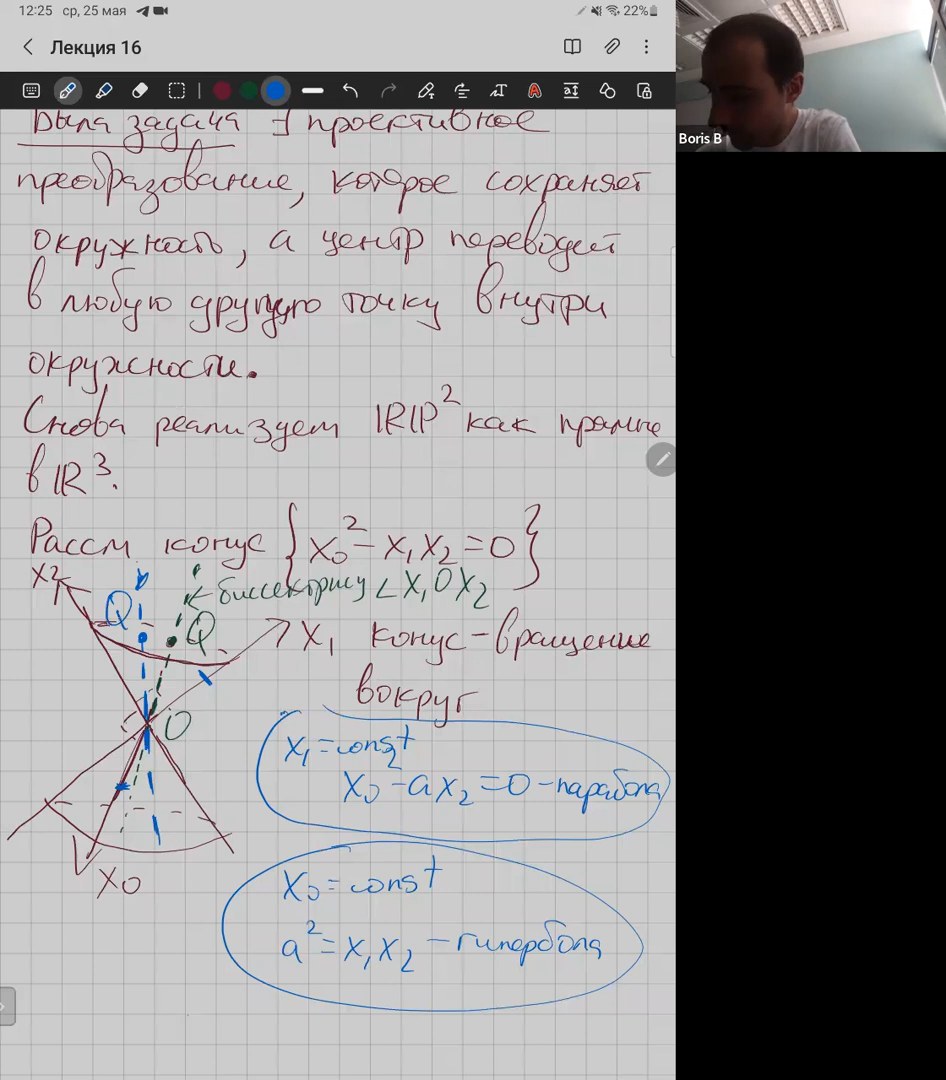 12:25 ср, 25 мая 22%
Лекция 16
Boris B
Была задача ∃ проективное
преобразование, которое сохраняет
окружность, а центр переводит
в любую другую точку внутри
окружности.
Снова реализуем RP² как прямые
в R³.
Рассм конус {x₀² - x₁x₂ = 0}
x₂ Q биссектрису ∠X₁OX₂
Q x₁ конус - вращение
вокруг
O
x₁ = const
x₀² - ax₂ = 0 - парабола
x₀
x₀ = const
a² = x₁x₂ - гипербола